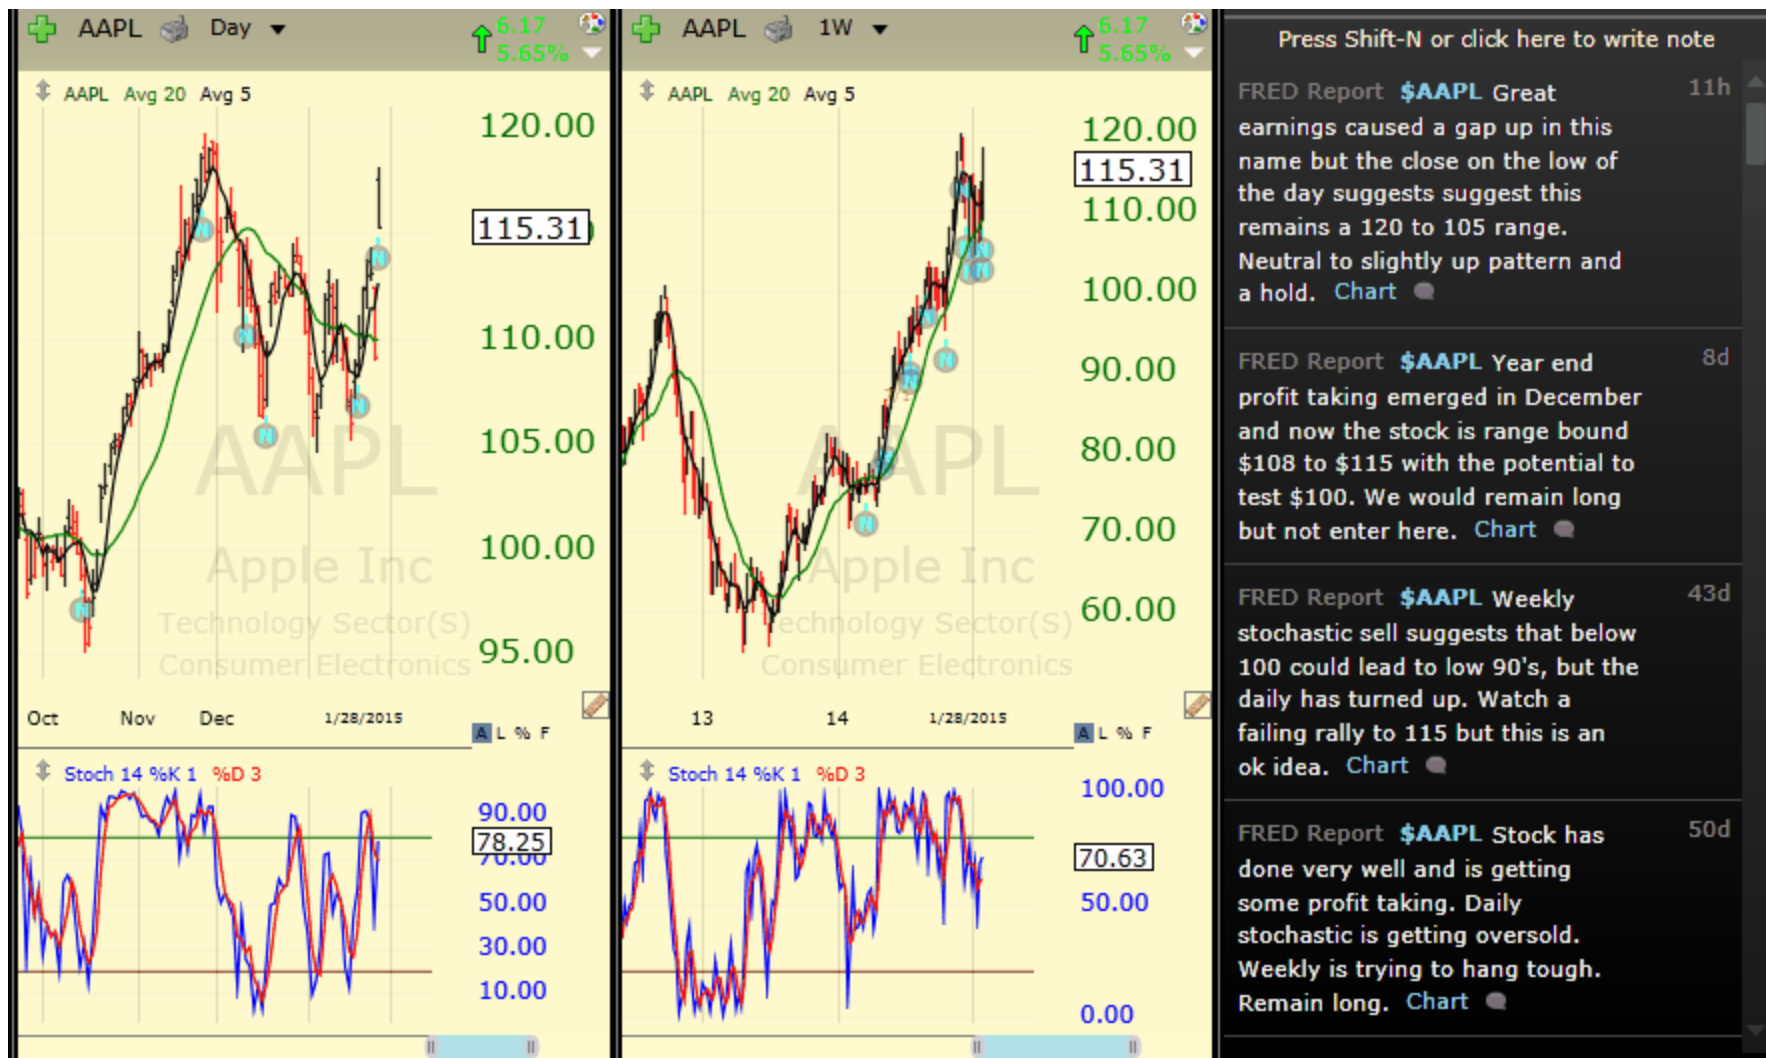 AAPL Day 6.17
5.65%
AAPL Avg 20 Avg 5
120.00
115.31
110.00
105.00
100.00
95.00
AAPL
Apple Inc
Technology Sector(S)
Consumer Electronics
Oct Nov Dec 1/28/2015
A L % F
Stoch 14 %K 1 %D 3
90.00
78.25
70.00
50.00
30.00
10.00
N
N
N
N
N
N
AAPL 1W 6.17
5.65%
AAPL Avg 20 Avg 5
120.00
115.31
110.00
100.00
90.00
80.00
70.00
60.00
AAPL
Apple Inc
Technology Sector(S)
Consumer Electronics
13 14 1/28/2015
A L % F
Stoch 14 %K 1 %D 3
100.00
70.63
50.00
0.00
N
N
N
N
N
N
N
Press Shift-N or click here to write note
FRED Report $AAPL Great 11h
earnings caused a gap up in this
name but the close on the low of
the day suggests suggest this
remains a 120 to 105 range.
Neutral to slightly up pattern and
a hold. Chart
FRED Report $AAPL Year end 8d
profit taking emerged in December
and now the stock is range bound
$108 to $115 with the potential to
test $100. We would remain long
but not enter here. Chart
FRED Report $AAPL Weekly 43d
stochastic sell suggests that below
100 could lead to low 90's, but the
daily has turned up. Watch a
failing rally to 115 but this is an
ok idea. Chart
FRED Report $AAPL Stock has 50d
done very well and is getting
some profit taking. Daily
stochastic is getting oversold.
Weekly is trying to hang tough.
Remain long. Chart